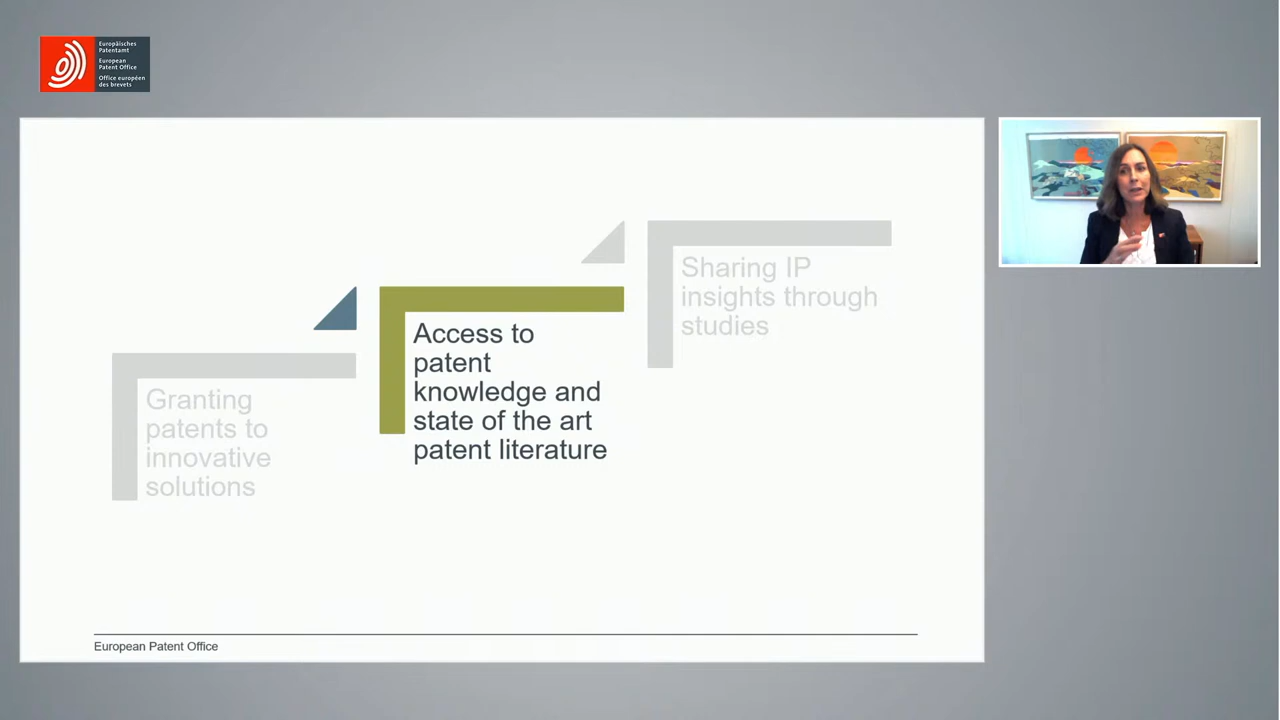 Europäisches
Patentamt
European
Patent Office
Office européen
des brevets
Sharing IP
insights through
studies
Access to
patent
knowledge and
state of the art
patent literature
Granting
patents to
innovative
solutions
European Patent Office